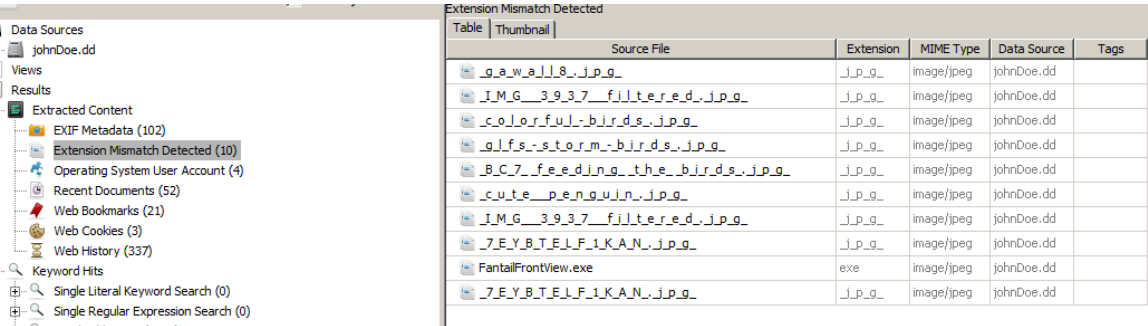 Data Sources
johnDoe.dd
Views
Results
Extracted Content
EXIF Metadata (102)
Extension Mismatch Detected (10)
Operating System User Account (4)
Recent Documents (52)
Web Bookmarks (21)
Web Cookies (3)
Web History (337)
Keyword Hits
Single Literal Keyword Search (0)
Single Regular Expression Search (0)
Extension Mismatch Detected
Table Thumbnail
Source File Extension MIME Type Data Source Tags
_g_a_w_a_l_l_8_._j_p_g_ _j_p_g_ image/jpeg johnDoe.dd
_I_M_G___3_9_3_7___f_i_l_t_e_r_e_d_._j_p_g_ _j_p_g_ image/jpeg johnDoe.dd
_c_o_l_o_r_f_u_l_-_b_i_r_d_s_._j_p_g_ _j_p_g_ image/jpeg johnDoe.dd
_g_l_f_s_-_s_t_o_r_m_-_b_i_r_d_s_._j_p_g_ _j_p_g_ image/jpeg johnDoe.dd
_B_C_7_ _f_e_e_d_i_n_g_ _t_h_e_ _b_i_r_d_s_._j_p_g_ _j_p_g_ image/jpeg johnDoe.dd
_c_u_t_e___p_e_n_g_u_i_n_._j_p_g_ _j_p_g_ image/jpeg johnDoe.dd
_I_M_G___3_9_3_7___f_i_l_t_e_r_e_d_._j_p_g_ _j_p_g_ image/jpeg johnDoe.dd
_7_E_Y_B_T_E_L_F_1_K_A_N_._j_p_g_ _j_p_g_ image/jpeg johnDoe.dd
FantailFrontView.exe exe image/jpeg johnDoe.dd
_7_E_Y_B_T_E_L_F_1_K_A_N_._j_p_g_ _j_p_g_ image/jpeg johnDoe.dd